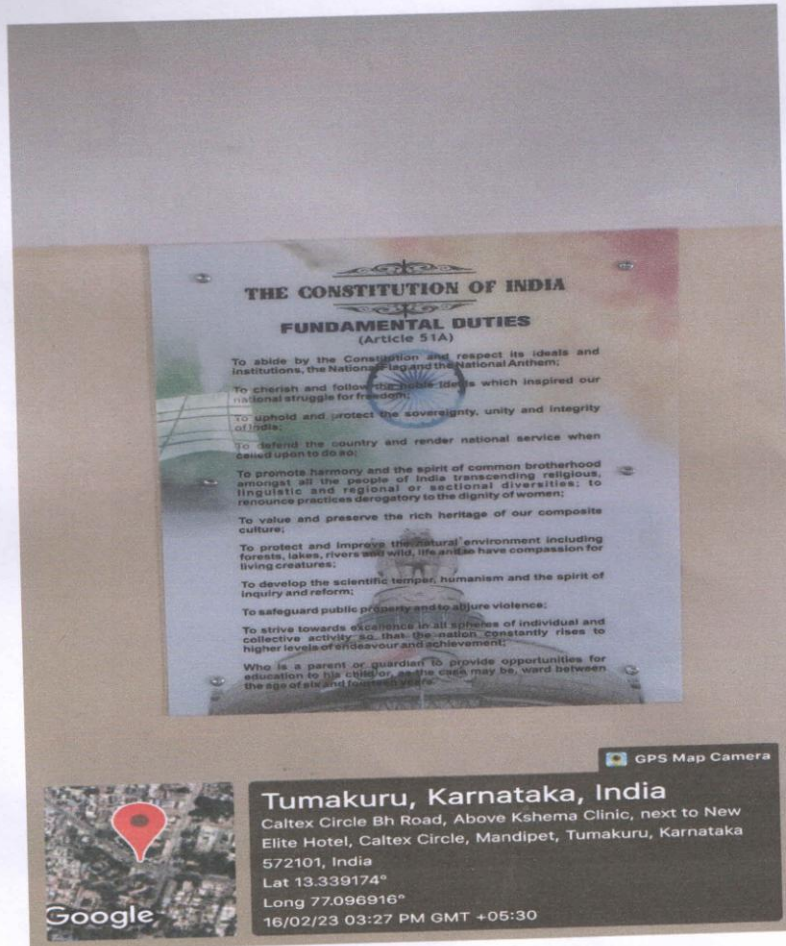 THE CONSTITUTION OF INDIA
FUNDAMENTAL DUTIES
(Article 51A)
To abide by the Constitution and respect its ideals and
institutions, the National Flag and the National Anthem;
To cherish and follow the noble ideals which inspired our
national struggle for freedom;
To uphold and protect the sovereignty, unity and integrity
of India;
To defend the country and render national service when
called upon to do so;
To promote harmony and the spirit of common brotherhood
amongst all the people of India transcending religious,
linguistic and regional or sectional diversities; to
renounce practices derogatory to the dignity of women;
To value and preserve the rich heritage of our composite
culture;
To protect and improve the natural environment including
forests, lakes, rivers and wild, life and to have compassion for
living creatures;
To develop the scientific temper, humanism and the spirit of
inquiry and reform;
To safeguard public property and to abjure violence;
To strive towards excellence in all spheres of individual and
collective activity so that the nation constantly rises to
higher levels of endeavour and achievement;
Who is a parent or guardian to provide opportunities for
education to his child/or, as the case may be, ward between
the age of six and fourteen years.
GPS Map Camera
Tumakuru, Karnataka, India
Caltex Circle Bh Road, Above Kshema Clinic, next to New
Elite Hotel, Caltex Circle, Mandipet, Tumakuru, Karnataka
572101, India
Lat 13.339174°
Long 77.096916°
16/02/23 03:27 PM GMT +05:30
Google